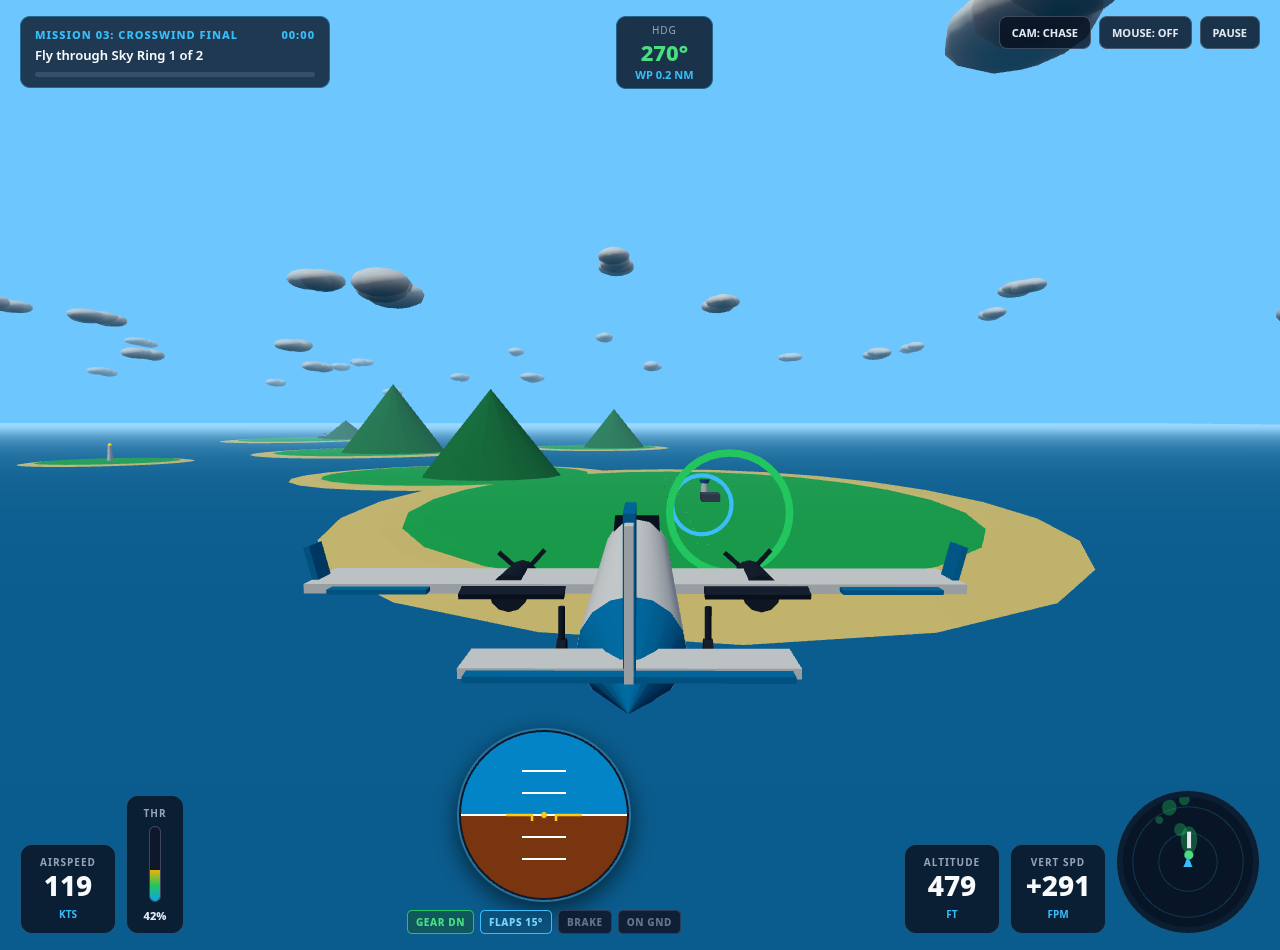 MISSION 03: CROSSWIND FINAL 00:00
Fly through Sky Ring 1 of 2
HDG
270°
WP 0.2 NM
CAM: CHASE MOUSE: OFF PAUSE
AIRSPEED
119
KTS
THR
42%
GEAR DN FLAPS 15° BRAKE ON GND
ALTITUDE
479
FT
VERT SPD
+291
FPM